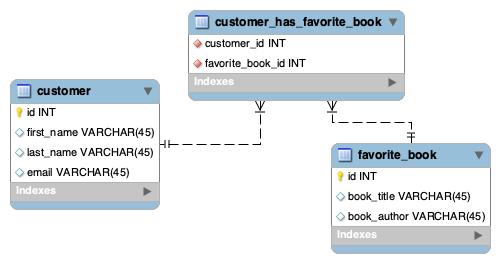 customer_has_favorite_book
customer_id INT
favorite_book_id INT
Indexes
customer
id INT
first_name VARCHAR(45)
last_name VARCHAR(45)
email VARCHAR(45)
Indexes
favorite_book
id INT
book_title VARCHAR(45)
book_author VARCHAR(45)
Indexes